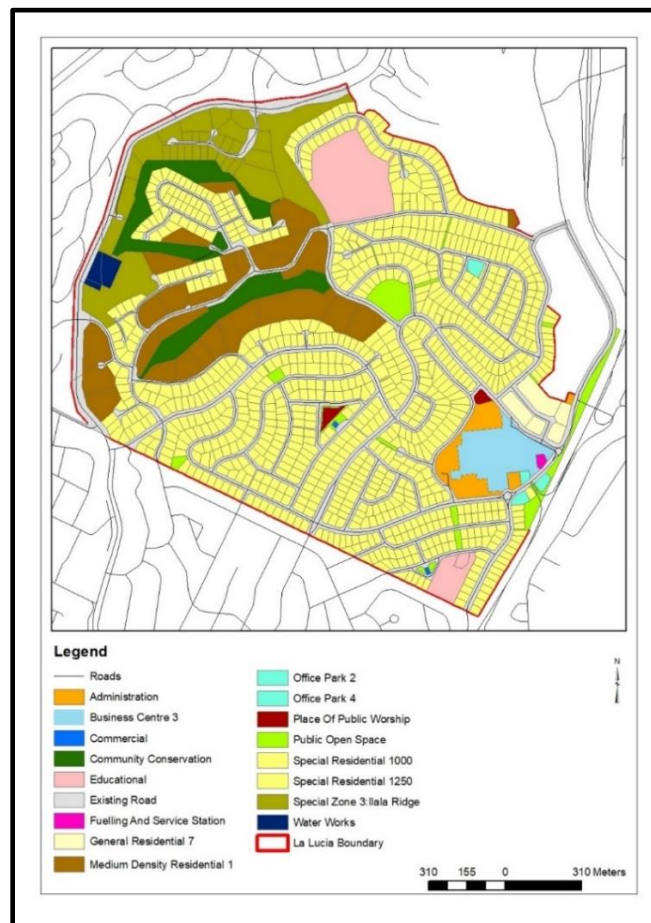 Legend
Roads
Administration
Business Centre 3
Commercial
Community Conservation
Educational
Existing Road
Fuelling And Service Station
General Residential 7
Medium Density Residential 1
Office Park 2
Office Park 4
Place Of Public Worship
Public Open Space
Special Residential 1000
Special Residential 1250
Special Zone 3:Ilala Ridge
Water Works
La Lucia Boundary
N
310 155 0 310 Meters